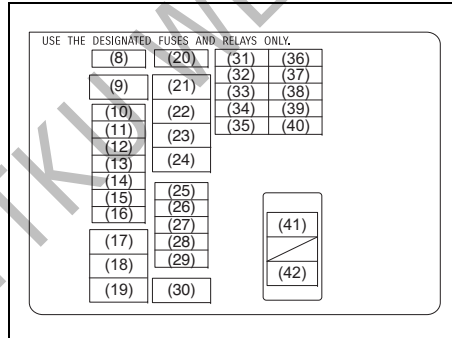 USE THE DESIGNATED FUSES AND RELAYS ONLY.
(8) (20) (31) (36)
(32) (37)
(9) (21) (33) (38)
(10) (22) (34) (39)
(11) (35) (40)
(12) (23)
(13) (24)
(14)
(15) (25)
(16) (26)
(27) (41)
(17) (28)
(18) (29) (42)
(19) (30)